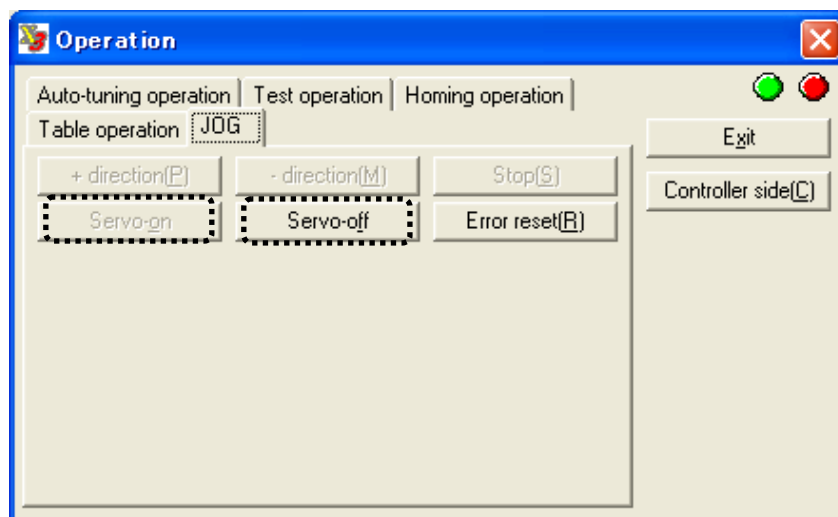 Operation
Auto-tuning operation Test operation Homing operation
Table operation JOG
Exit
+ direction(P) - direction(M) Stop(S)
Controller side(C)
Servo-on Servo-off Error reset(R)